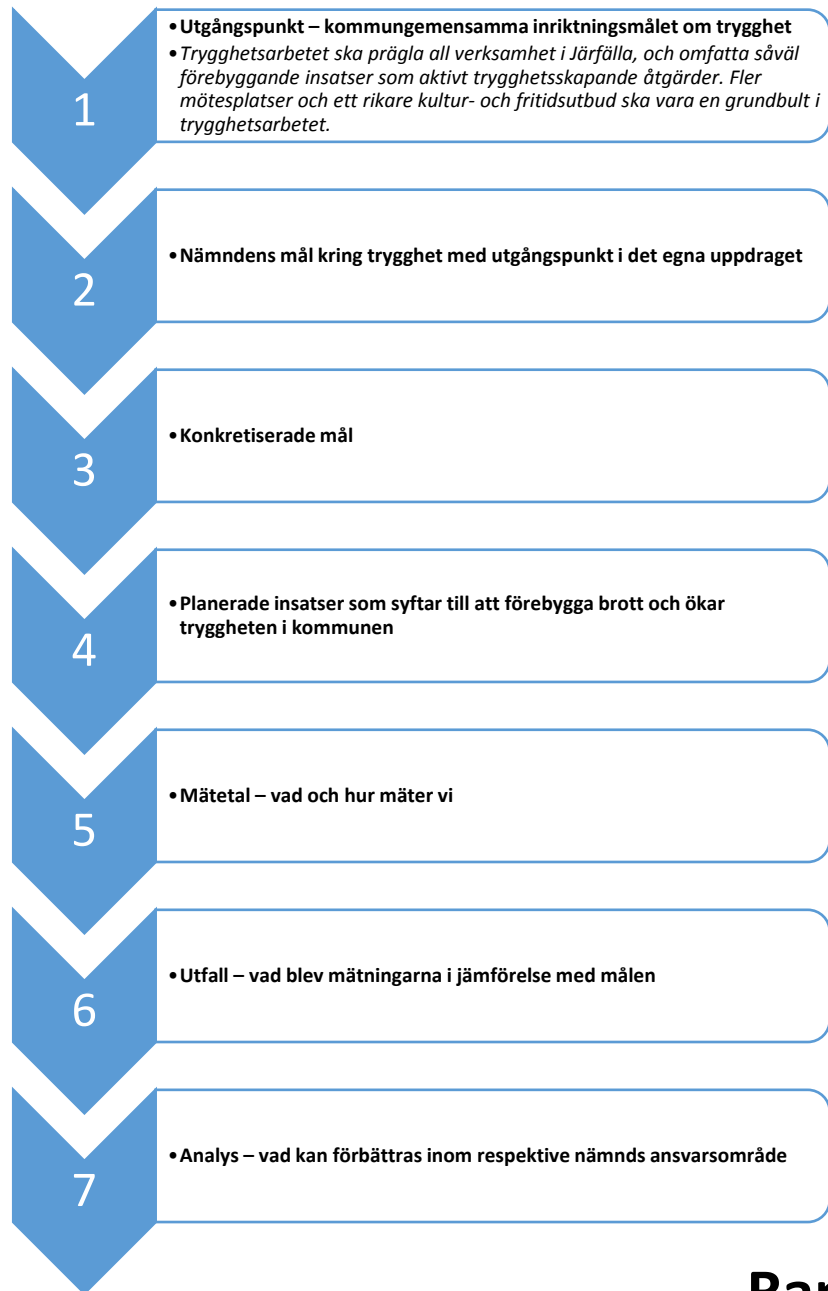 1
•Utgångspunkt – kommungemensamma inriktningsmålet om trygghet
•Trygghetsarbetet ska prägla all verksamhet i Järfälla, och omfatta såväl
förebyggande insatser som aktivt trygghetsskapande åtgärder. Fler
mötesplatser och ett rikare kultur- och fritidsutbud ska vara en grundbult i
trygghetsarbetet.
2
•Nämndens mål kring trygghet med utgångspunkt i det egna uppdraget
3
•Konkretiserade mål
4
•Planerade insatser som syftar till att förebygga brott och ökar
tryggheten i kommunen
5
•Mätetal – vad och hur mäter vi
6
•Utfall – vad blev mätningarna i jämförelse med målen
7
•Analys – vad kan förbättras inom respektive nämnds ansvarsområde